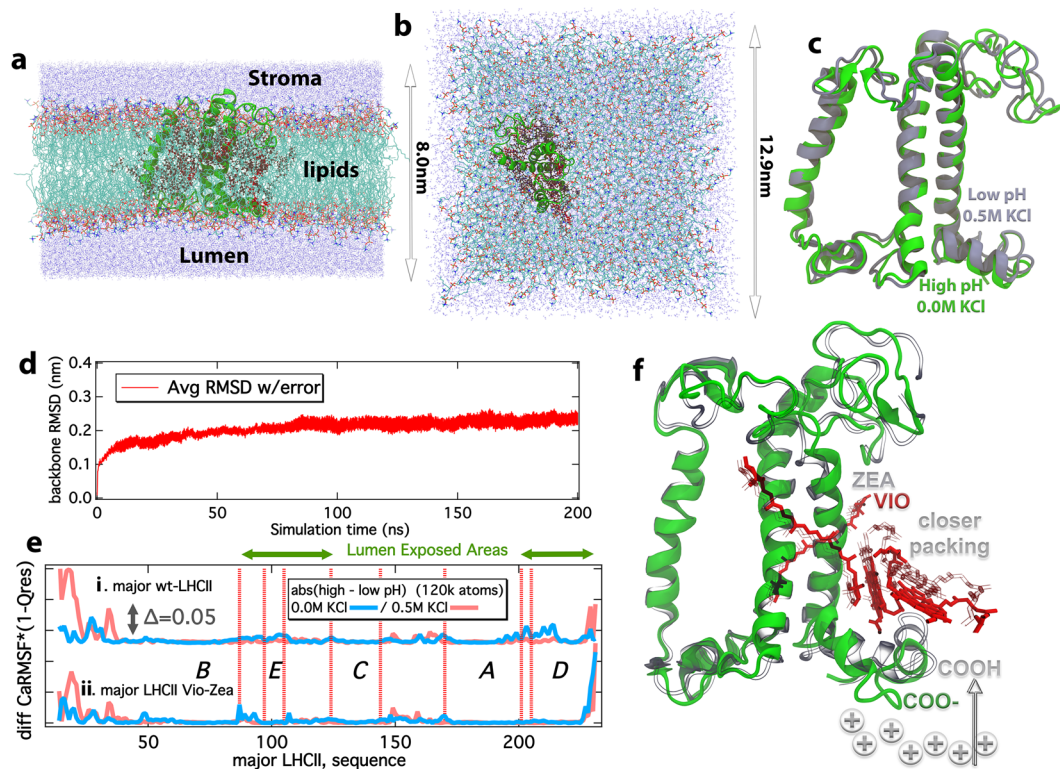 a
Stroma
lipids
Lumen
8.0nm
b
12.9nm
c
Low pH
0.5M KCl
High pH
0.0M KCl
d
backbone RMSD (nm)
0.4
0.3
0.2
0.1
0.0
Avg RMSD w/error
0
50
100
150
200
Simulation time (ns)
e
Lumen Exposed Areas
diff CaRMSF*(1-Qres)
i. major wt-LHCII
Δ=0.05
abs(high - low pH) (120k atoms)
0.0M KCl / 0.5M KCl
B
E
C
A
D
ii. major LHCII Vio-Zea
50
100
150
200
major LHCII, sequence
f
ZEA
VIO
closer
packing
COOH
COO-
+ + + + + + +